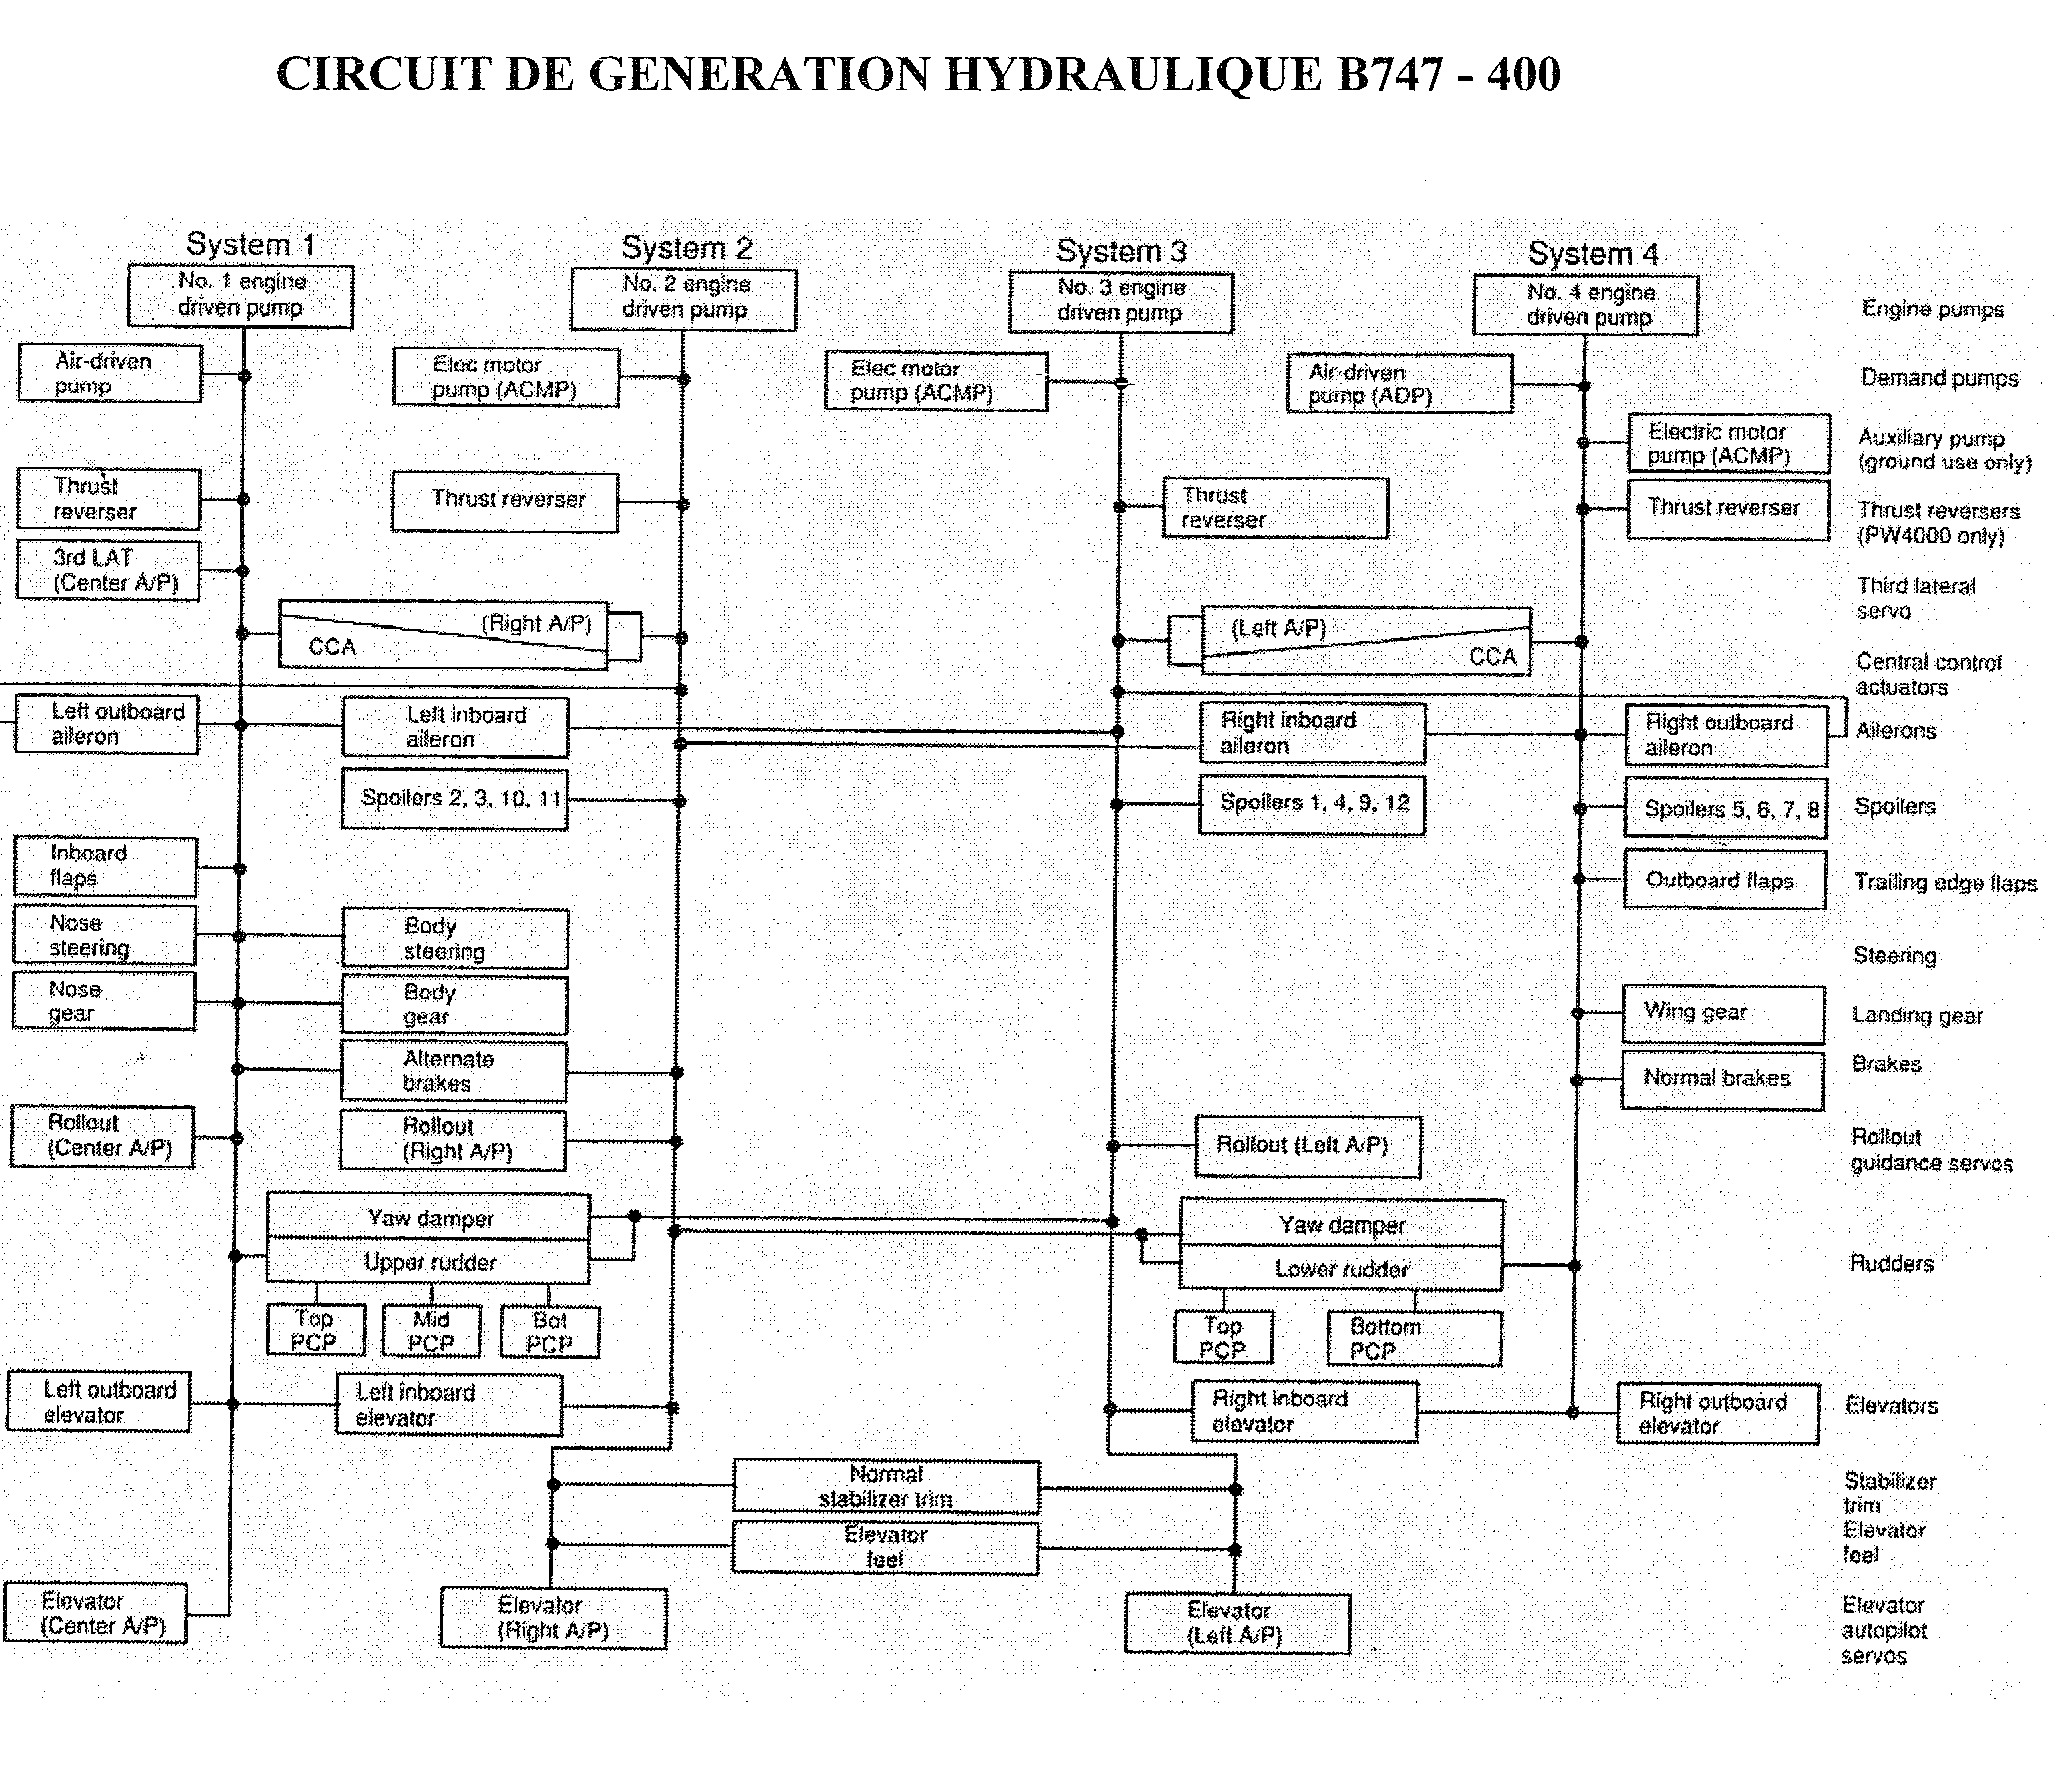 CIRCUIT DE GENERATION HYDRAULIQUE B747 - 400
System 1
System 2
System 3
System 4
No. 1 engine
driven pump
No. 2 engine
driven pump
No. 3 engine
driven pump
No. 4 engine
driven pump
Engine pumps
Air-driven
pump
Elec motor
pump (ACMP)
Elec motor
pump (ACMP)
Air-driven
pump (ADP)
Demand pumps
Electric motor
pump (ACMP)
Auxiliary pump
(ground use only)
Thrust
reverser
Thrust reverser
Thrust
reverser
Thrust reverser
Thrust reversers
(PW4000 only)
3rd LAT
(Center A/P)
Third lateral
servo
(Right A/P)
CCA
(Left A/P)
CCA
Central control
actuators
Left outboard
aileron
Left inboard
aileron
Right inboard
aileron
Right outboard
aileron
Ailerons
Spoilers 2, 3, 10, 11
Spoilers 1, 4, 9, 12
Spoilers 5, 6, 7, 8
Spoilers
Inboard
flaps
Outboard flaps
Trailing edge flaps
Nose
steering
Body
steering
Steering
Nose
gear
Body
gear
Wing gear
Landing gear
Alternate
brakes
Normal brakes
Brakes
Rollout
(Center A/P)
Rollout
(Right A/P)
Rollout (Left A/P)
Rollout
guidance servos
Yaw damper
Upper rudder
Yaw damper
Lower rudder
Rudders
Top
PCP
Mid
PCP
Bot
PCP
Top
PCP
Bottom
PCP
Left outboard
elevator
Left inboard
elevator
Right inboard
elevator
Right outboard
elevator
Elevators
Normal
stabilizer trim
Stabilizer
trim
Elevator
feel
Elevator
feel
Elevator
(Center A/P)
Elevator
(Right A/P)
Elevator
(Left A/P)
Elevator
autopilot
servos